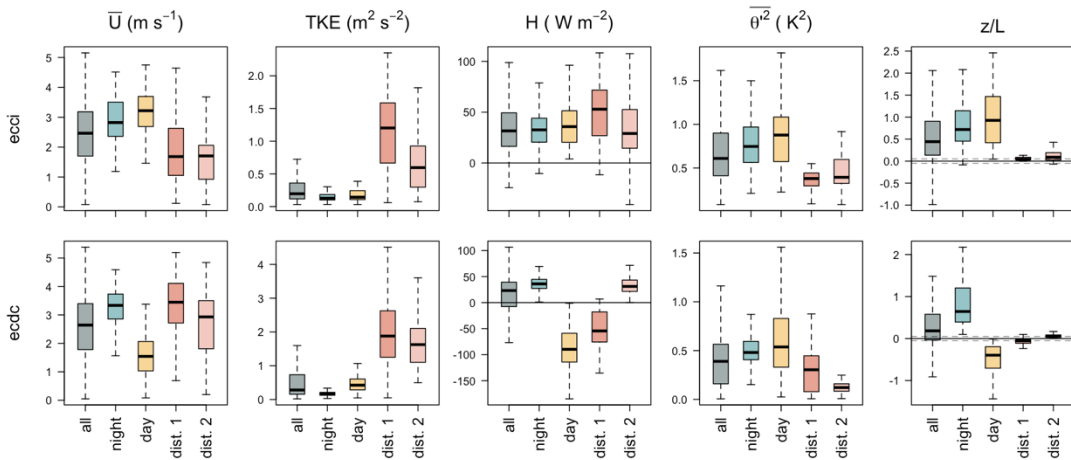 U̅ (m s⁻¹) TKE (m² s⁻²) H ( W m⁻²) θ'² ( K²) z/L
ecci
5 4 3 2 1 0
2.0 1.5 1.0 0.5 0.0
100 50 0
1.5 1.0 0.5
2.5 2.0 1.5 1.0 0.5 0.0 -0.5 -1.0
ecdc
5 4 3 2 1 0
4 3 2 1 0
100 50 0 -50 -100 -150
1.5 1.0 0.5 0.0
2 1 0 -1
all night day dist. 1 dist. 2
all night day dist. 1 dist. 2
all night day dist. 1 dist. 2
all night day dist. 1 dist. 2
all night day dist. 1 dist. 2